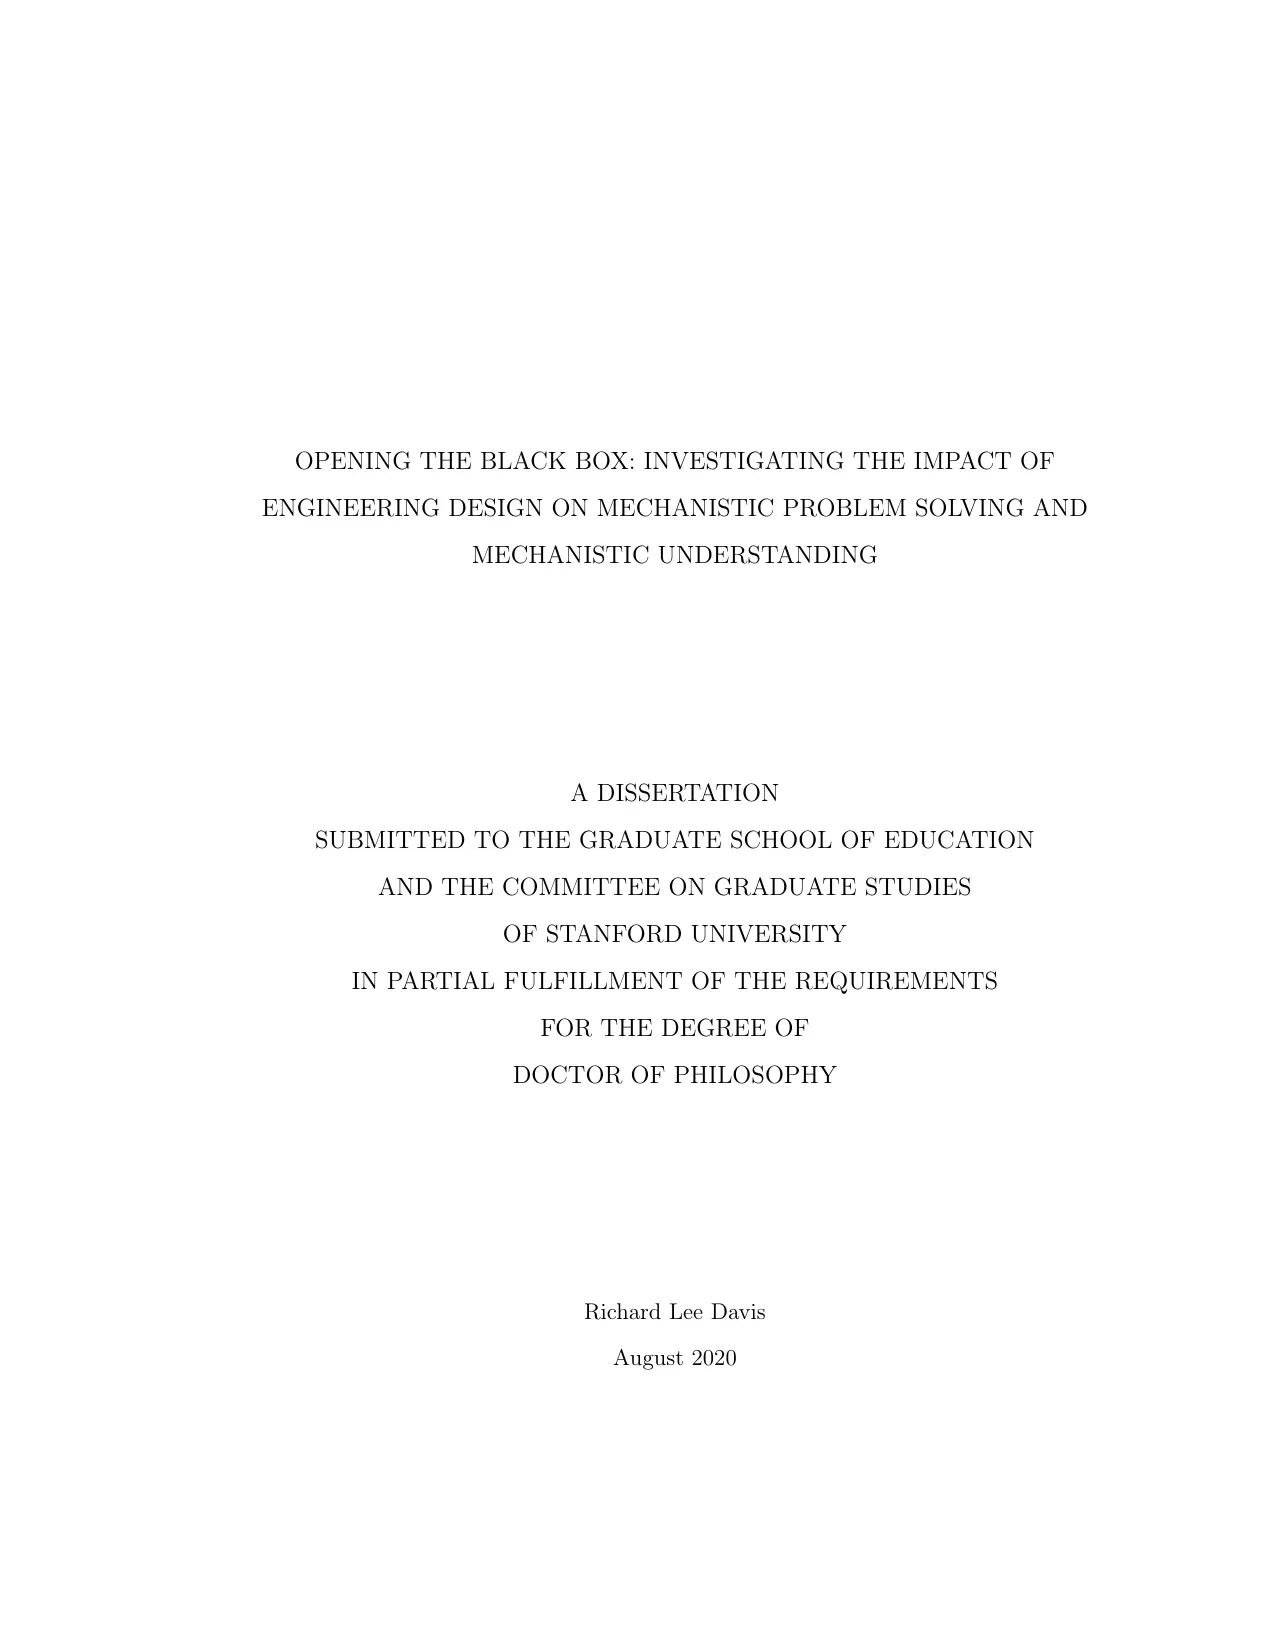 OPENING THE BLACK BOX: INVESTIGATING THE IMPACT OF
ENGINEERING DESIGN ON MECHANISTIC PROBLEM SOLVING AND
MECHANISTIC UNDERSTANDING
A DISSERTATION
SUBMITTED TO THE GRADUATE SCHOOL OF EDUCATION
AND THE COMMITTEE ON GRADUATE STUDIES
OF STANFORD UNIVERSITY
IN PARTIAL FULFILLMENT OF THE REQUIREMENTS
FOR THE DEGREE OF
DOCTOR OF PHILOSOPHY
Richard Lee Davis
August 2020